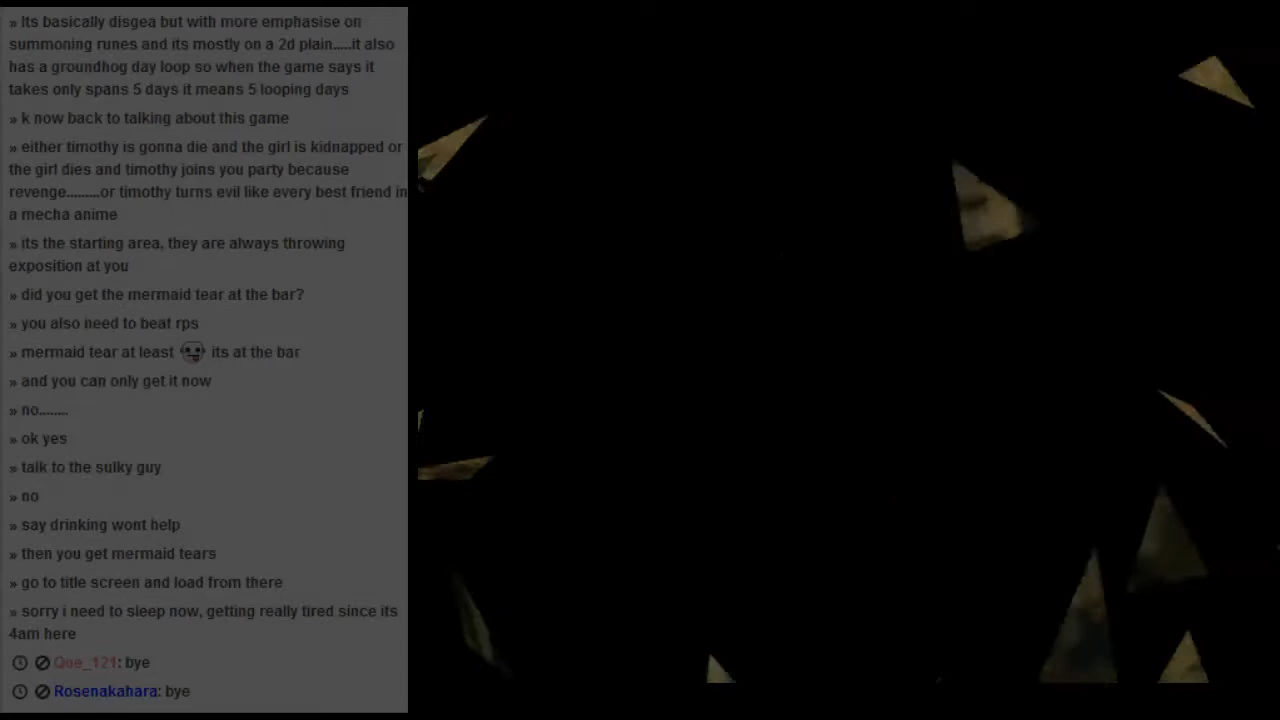 » Its basically disgea but with more emphasise on
summoning runes and its mostly on a 2d plain.....it also
has a groundhog day loop so when the game says it
takes only spans 5 days it means 5 looping days
» k now back to talking about this game
» either timothy is gonna die and the girl is kidnapped or
the girl dies and timothy joins you party because
revenge.........or timothy turns evil like every best friend in
a mecha anime
» its the starting area, they are always throwing
exposition at you
» did you get the mermaid tear at the bar?
» you also need to beat rps
» mermaid tear at least its at the bar
» and you can only get it now
» no........
» ok yes
» talk to the sulky guy
» no
» say drinking wont help
» then you get mermaid tears
» go to title screen and load from there
» sorry i need to sleep now, getting really tired since its
4am here
Que_121: bye
Rosenakahara: bye